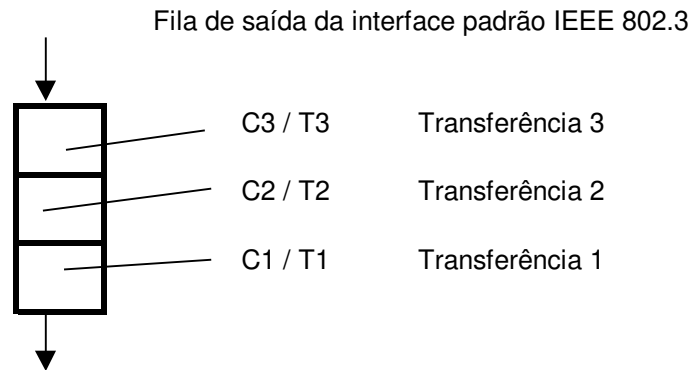 Fila de saída da interface padrão IEEE 802.3
C3 / T3 Transferência 3
C2 / T2 Transferência 2
C1 / T1 Transferência 1